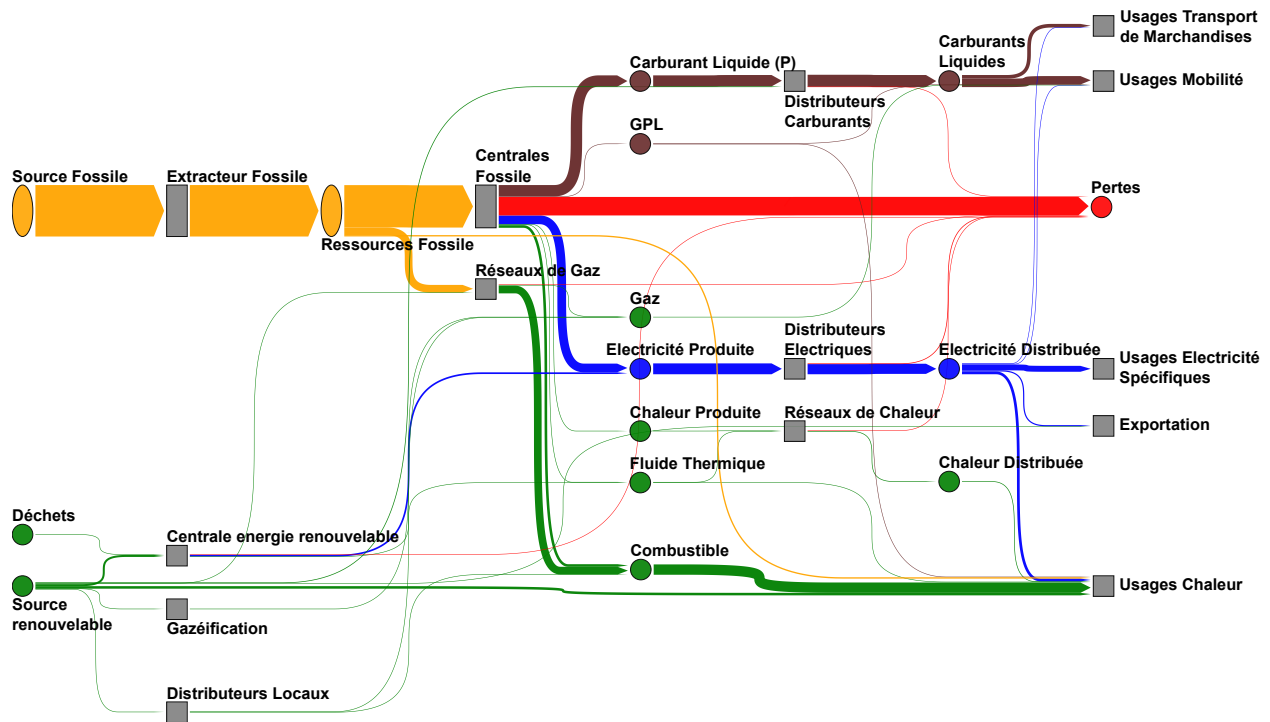 Usages Transport
de Marchandises
Carburant Liquide (P)
Carburants
Liquides
Usages Mobilité
Distributeurs
Carburants
GPL
Centrales
Fossile
Source Fossile
Extracteur Fossile
Pertes
Ressources Fossile
Réseaux de Gaz
Gaz
Distributeurs
Electriques
Electricité Produite
Electricité Distribuée
Usages Electricité
Spécifiques
Chaleur Produite
Réseaux de Chaleur
Exportation
Fluide Thermique
Chaleur Distribuée
Déchets
Centrale energie renouvelable
Combustible
Usages Chaleur
Source
renouvelable
Gazéification
Distributeurs Locaux